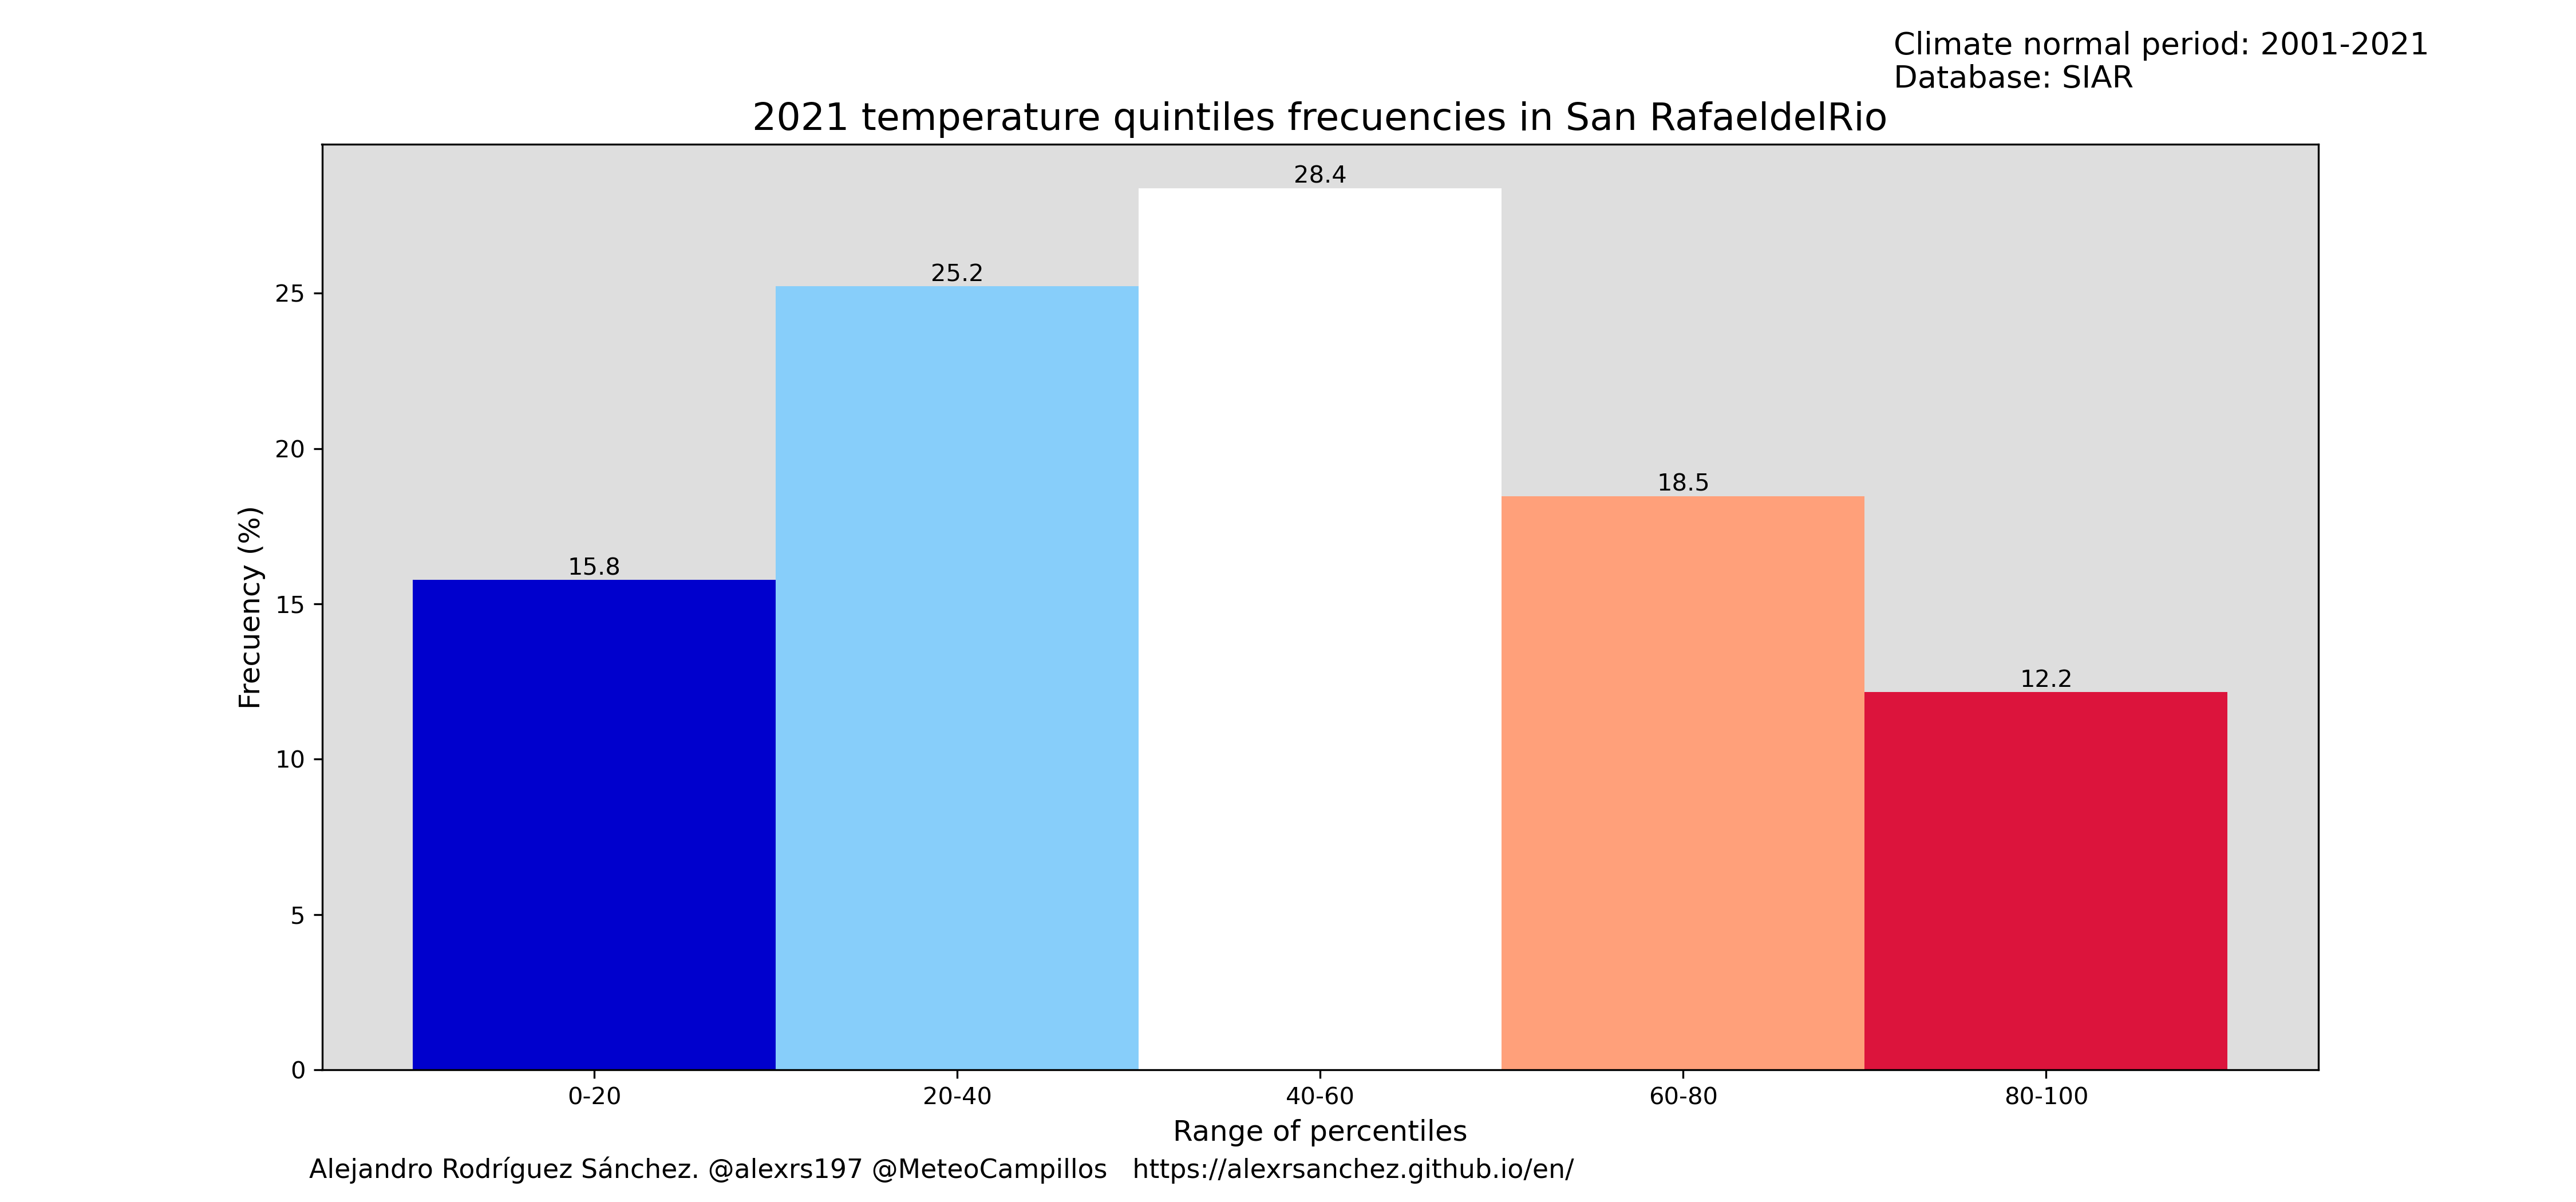 Climate normal period: 2001-2021
Database: SIAR
2021 temperature quintiles frecuencies in San RafaeldelRio
28.4
25.2
18.5
15.8
12.2
25
20
15
10
5
0
Frecuency (%)
0-20 20-40 40-60 60-80 80-100
Range of percentiles
Alejandro Rodríguez Sánchez. @alexrs197 @MeteoCampillos https://alexrsanchez.github.io/en/